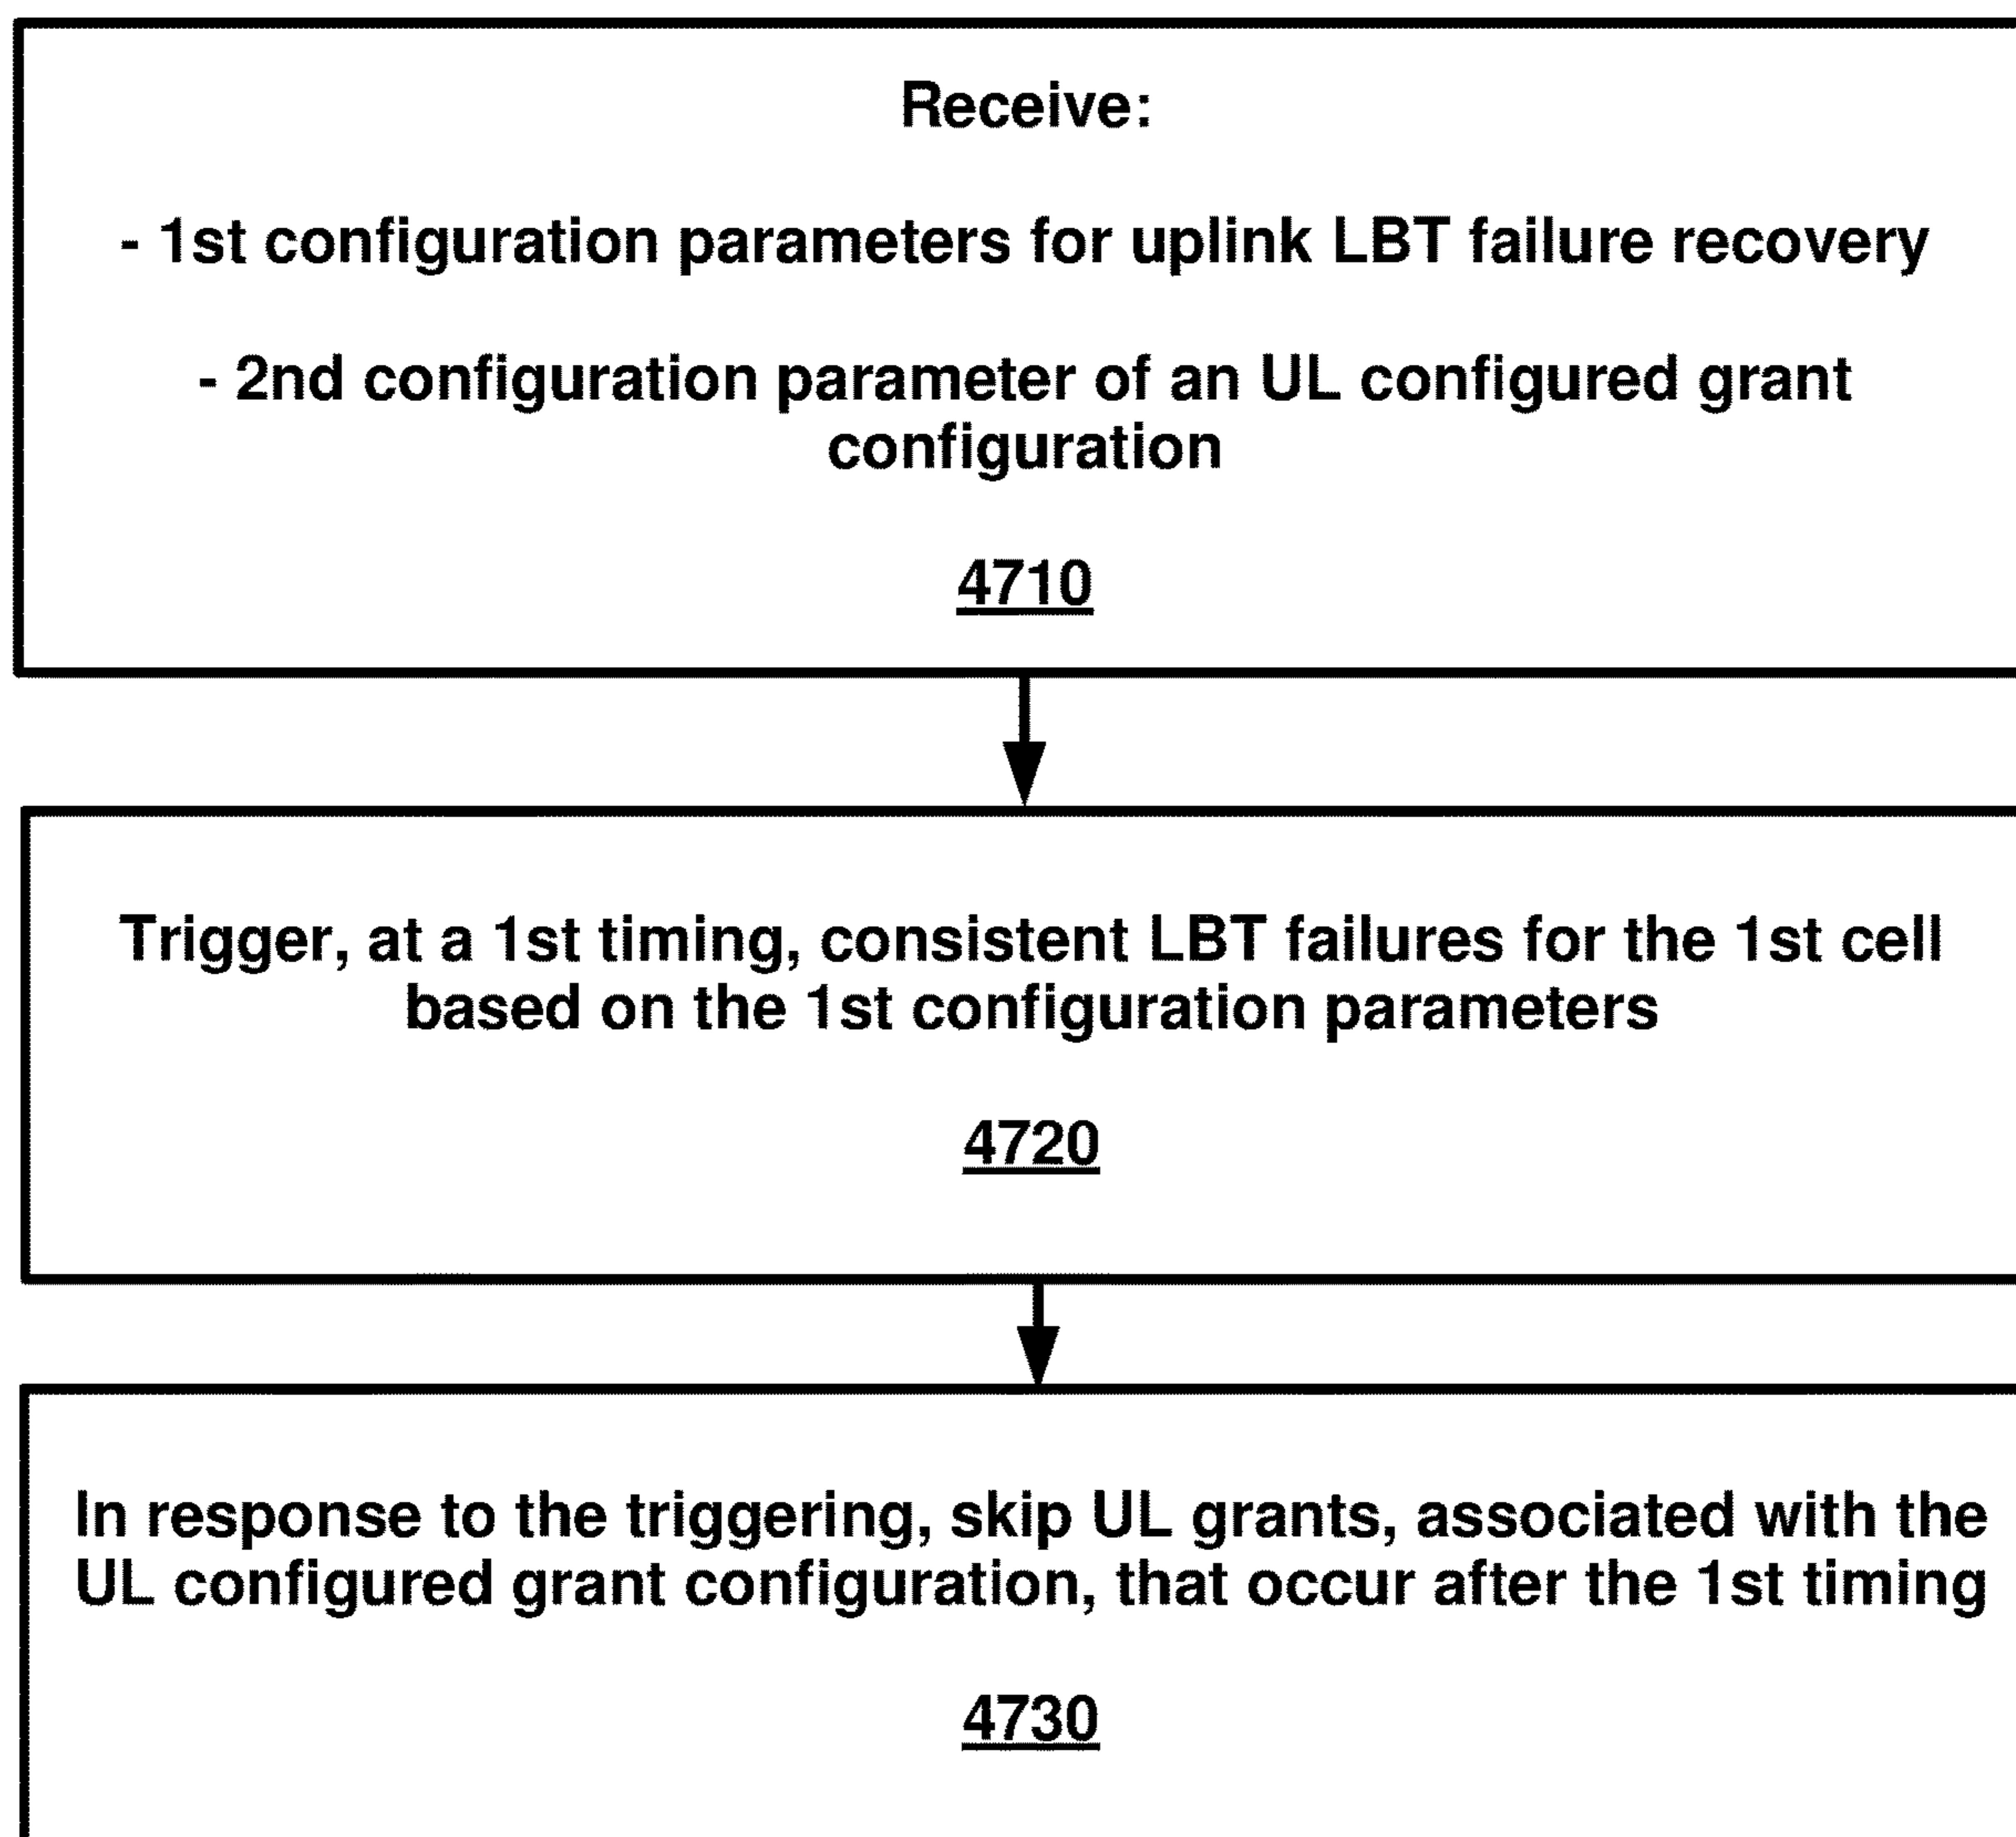 Receive:
- 1st configuration parameters for uplink LBT failure recovery
- 2nd configuration parameter of an UL configured grant
configuration
4710
Trigger, at a 1st timing, consistent LBT failures for the 1st cell
based on the 1st configuration parameters
4720
In response to the triggering, skip UL grants, associated with the
UL configured grant configuration, that occur after the 1st timing
4730